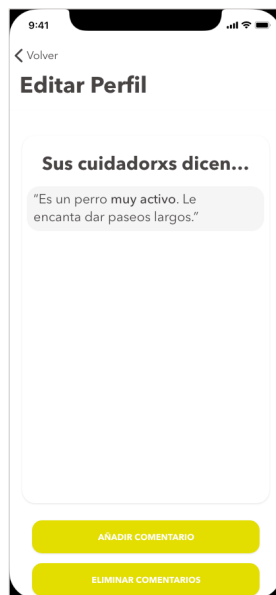 9:41
Volver
Editar Perfil
Sus cuidadorxs dicen...
“Es un perro muy activo. Le
encanta dar paseos largos.”
AÑADIR COMENTARIO
ELIMINAR COMENTARIOS